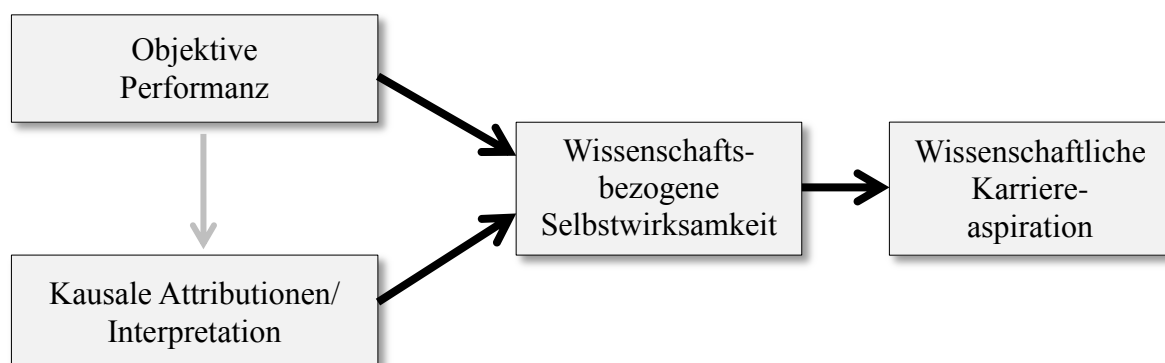 Objektive
Performanz
Wissenschafts-
bezogene
Selbstwirksamkeit
Wissenschaftliche
Karriere-
aspiration
Kausale Attributionen/
Interpretation